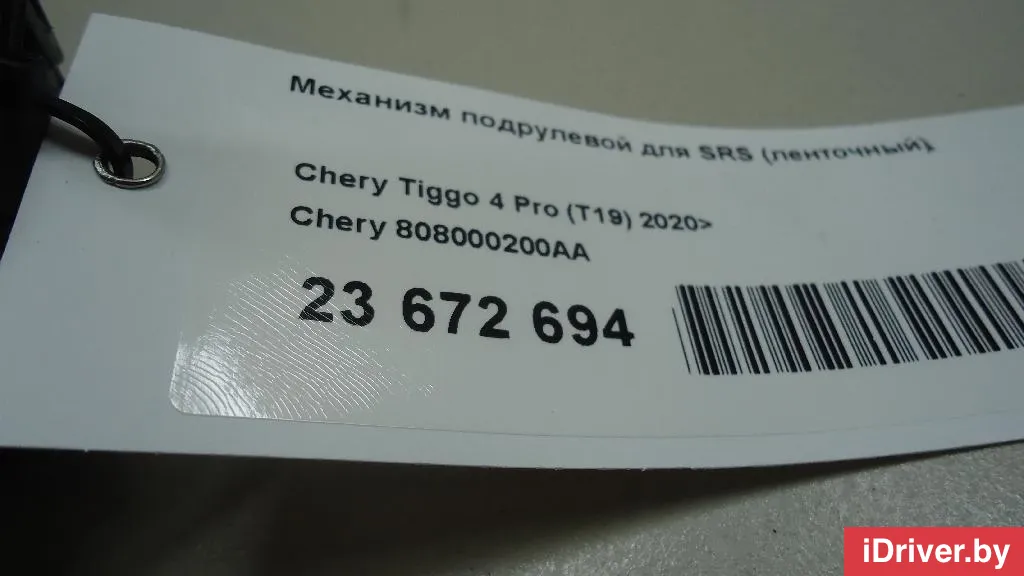 Механизм подрулевой для SRS (ленточный)
Chery Tiggo 4 Pro (T19) 2020>
Chery 808000200AA
23 672 694
iDriver.by